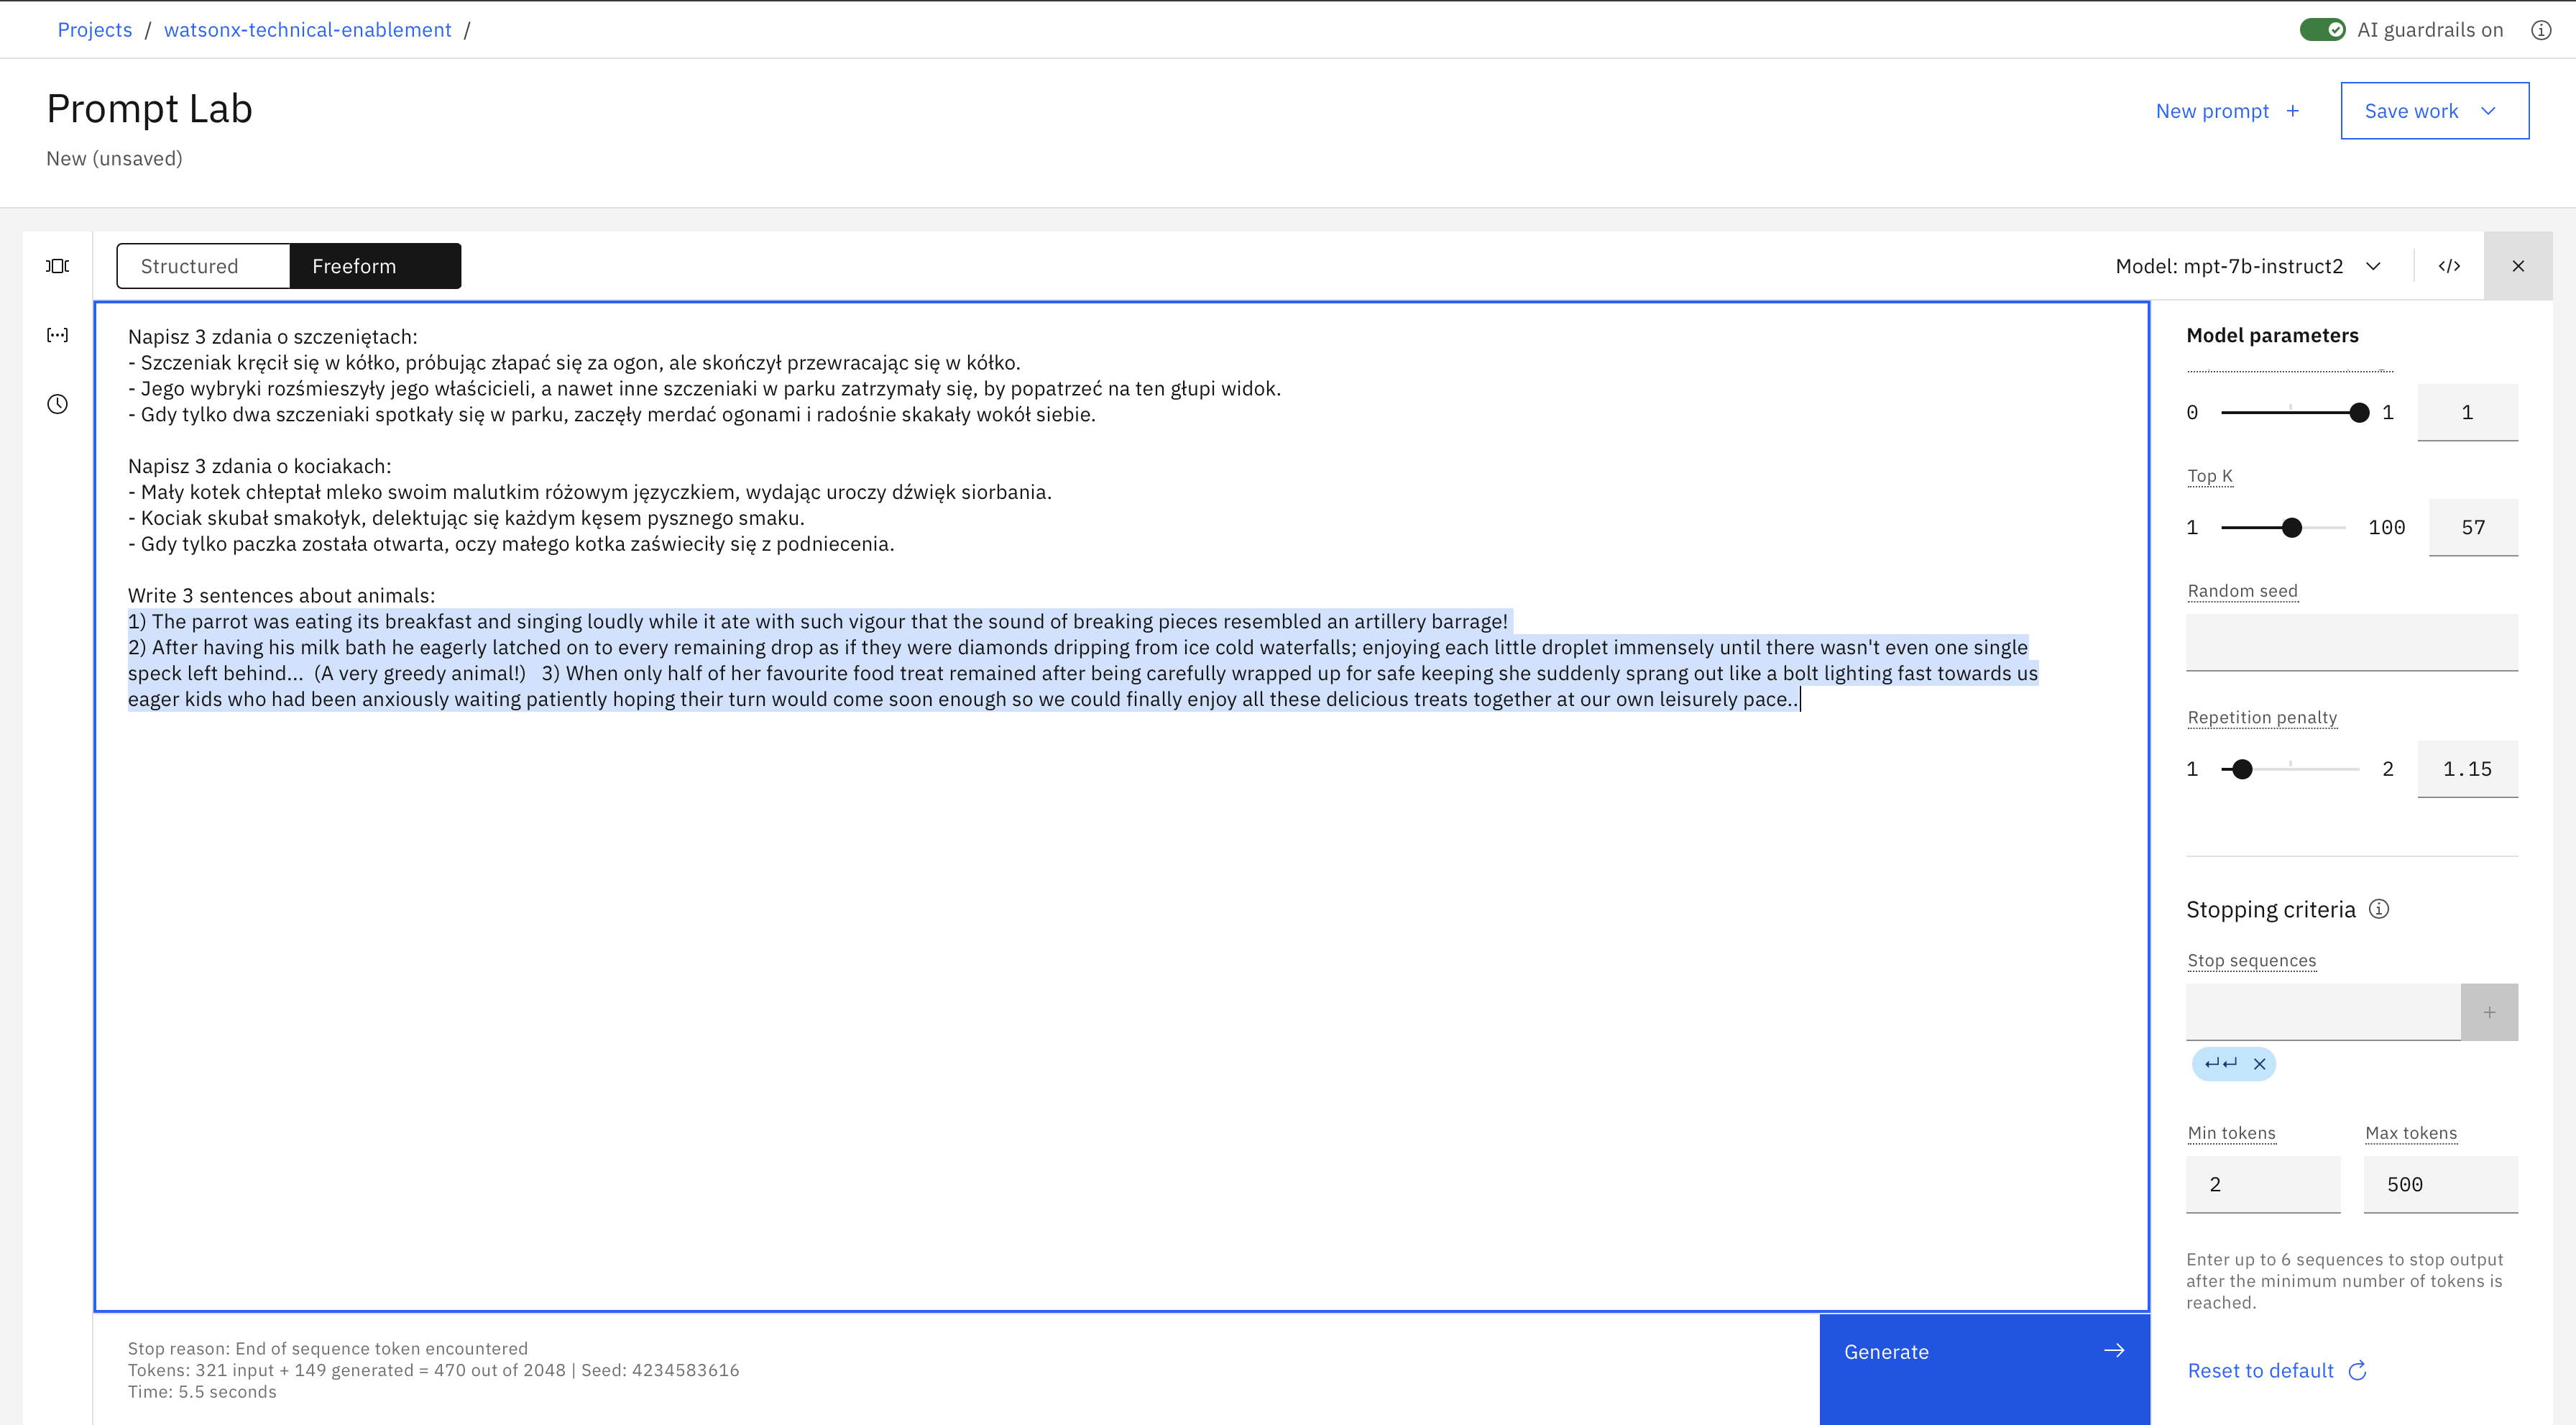 Projects / watsonx-technical-enablement /
AI guardrails on
Prompt Lab
New prompt +
Save work
New (unsaved)
Structured
Freeform
Model: mpt-7b-instruct2
</>
Napisz 3 zdania o szczeniętach:
- Szczeniak kręcił się w kółko, próbując złapać się za ogon, ale skończył przewracając się w kółko.
- Jego wybryki rozśmieszyły jego właścicieli, a nawet inne szczeniaki w parku zatrzymały się, by popatrzeć na ten głupi widok.
- Gdy tylko dwa szczeniaki spotkały się w parku, zaczęły merdać ogonami i radośnie skakały wokół siebie.
Napisz 3 zdania o kociakach:
- Mały kotek chłeptał mleko swoim malutkim różowym języczkiem, wydając uroczy dźwięk siorbania.
- Kociak skubał smakołyk, delektując się każdym kęsem pysznego smaku.
- Gdy tylko paczka została otwarta, oczy małego kotka zaświeciły się z podniecenia.
Write 3 sentences about animals:
1) The parrot was eating its breakfast and singing loudly while it ate with such vigour that the sound of breaking pieces resembled an artillery barrage!
2) After having his milk bath he eagerly latched on to every remaining drop as if they were diamonds dripping from ice cold waterfalls; enjoying each little droplet immensely until there wasn't even one single
speck left behind... (A very greedy animal!) 3) When only half of her favourite food treat remained after being carefully wrapped up for safe keeping she suddenly sprang out like a bolt lighting fast towards us
eager kids who had been anxiously waiting patiently hoping their turn would come soon enough so we could finally enjoy all these delicious treats together at our own leisurely pace..
Stop reason: End of sequence token encountered
Tokens: 321 input + 149 generated = 470 out of 2048 | Seed: 4234583616
Time: 5.5 seconds
Generate
Model parameters
0 1 1
Top K
1 100 57
Random seed
Repetition penalty
1 2 1.15
Stopping criteria
Stop sequences
+
↵↵ ×
Min tokens
Max tokens
2
500
Enter up to 6 sequences to stop output
after the minimum number of tokens is
reached.
Reset to default